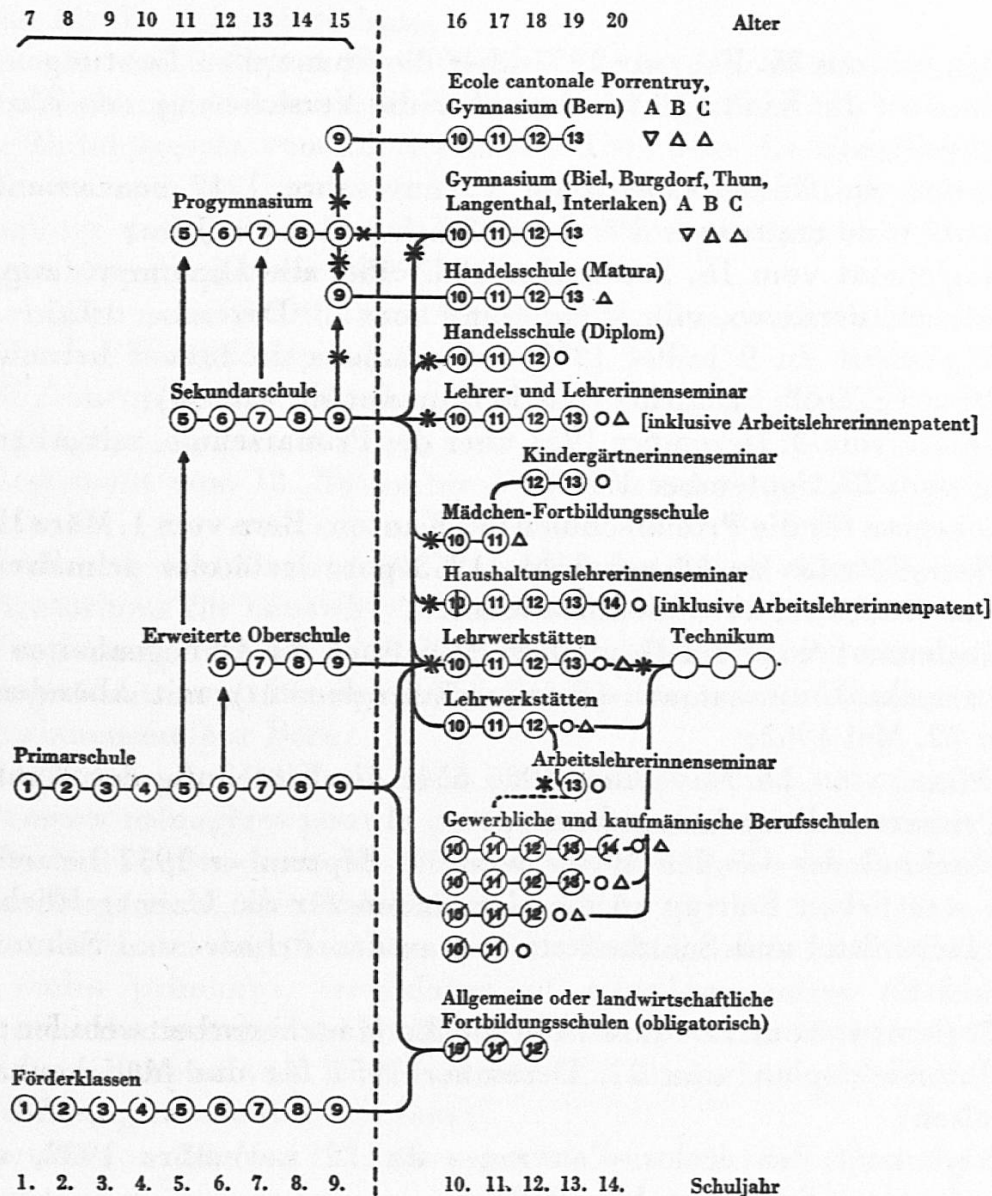 7 8 9 10 11 12 13 14 15 16 17 18 19 20 Alter
Ecole cantonale Porrentruy,
Gymnasium (Bern) A B C
9 10 11 12 13
Gymnasium (Biel, Burgdorf, Thun,
Langenthal, Interlaken) A B C
Progymnasium
5 6 7 8 9 10 11 12 13
Handelsschule (Matura)
9 10 11 12 13
Handelsschule (Diplom)
10 11 12
Sekundarschule
Lehrer- und Lehrerinnenseminar
5 6 7 8 9 10 11 12 13 [inklusive Arbeitslehrerinnenpatent]
Kindergärtnerinnenseminar
12 13
Mädchen-Fortbildungsschule
10 11
Haushaltungslehrerinnenseminar
10 11 12 13 14 [inklusive Arbeitslehrerinnenpatent]
Erweiterte Oberschule
Lehrwerkstätten Technikum
6 7 8 9 10 11 12 13
Lehrwerkstätten
10 11 12
Primarschule
Arbeitslehrerinnenseminar
1 2 3 4 5 6 7 8 9 13
Gewerbliche und kaufmännische Berufsschulen
10 11 12 13 14
10 11 12 13
10 11 12
10 11
Allgemeine oder landwirtschaftliche
Fortbildungsschulen (obligatorisch)
10 11 12
Förderklassen
1 2 3 4 5 6 7 8 9
1. 2. 3. 4. 5. 6. 7. 8. 9. 10. 11. 12. 13. 14. Schuljahr